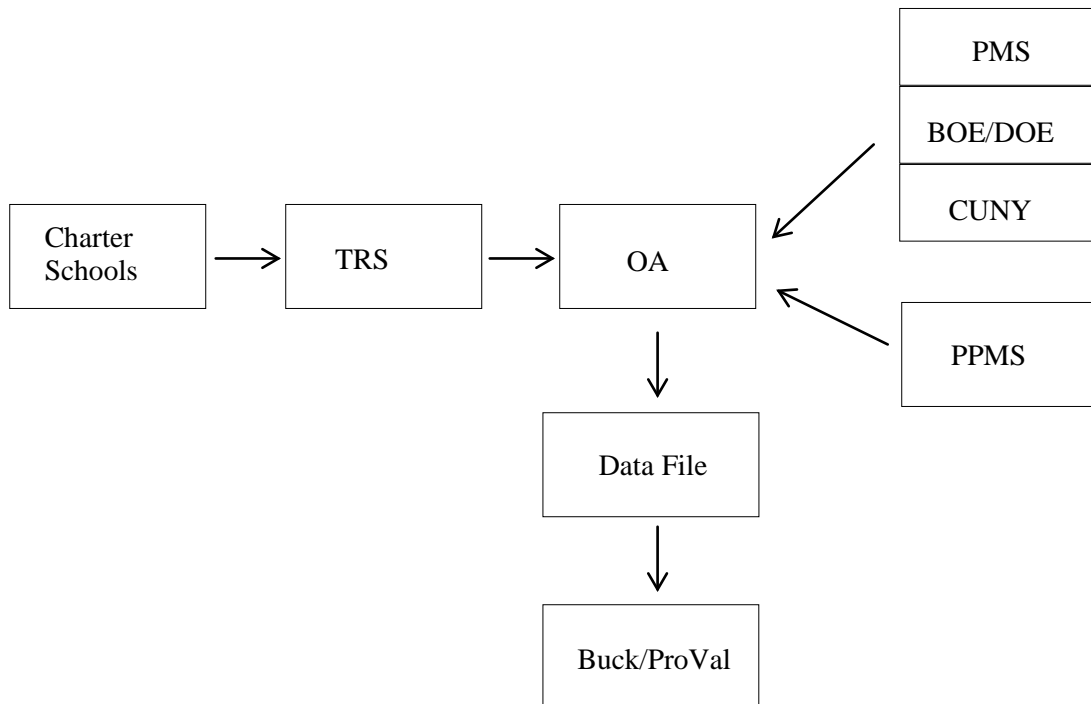 PMS
BOE/DOE
CUNY
Charter
Schools
TRS
OA
PPMS
Data File
Buck/ProVal